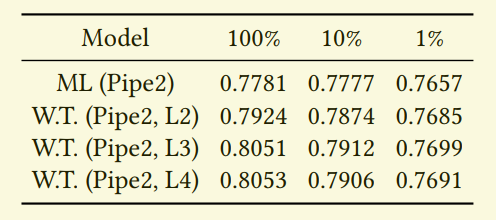 Model 100% 10% 1%
ML (Pipe2) 0.7781 0.7777 0.7657
W.T. (Pipe2, L2) 0.7924 0.7874 0.7685
W.T. (Pipe2, L3) 0.8051 0.7912 0.7699
W.T. (Pipe2, L4) 0.8053 0.7906 0.7691